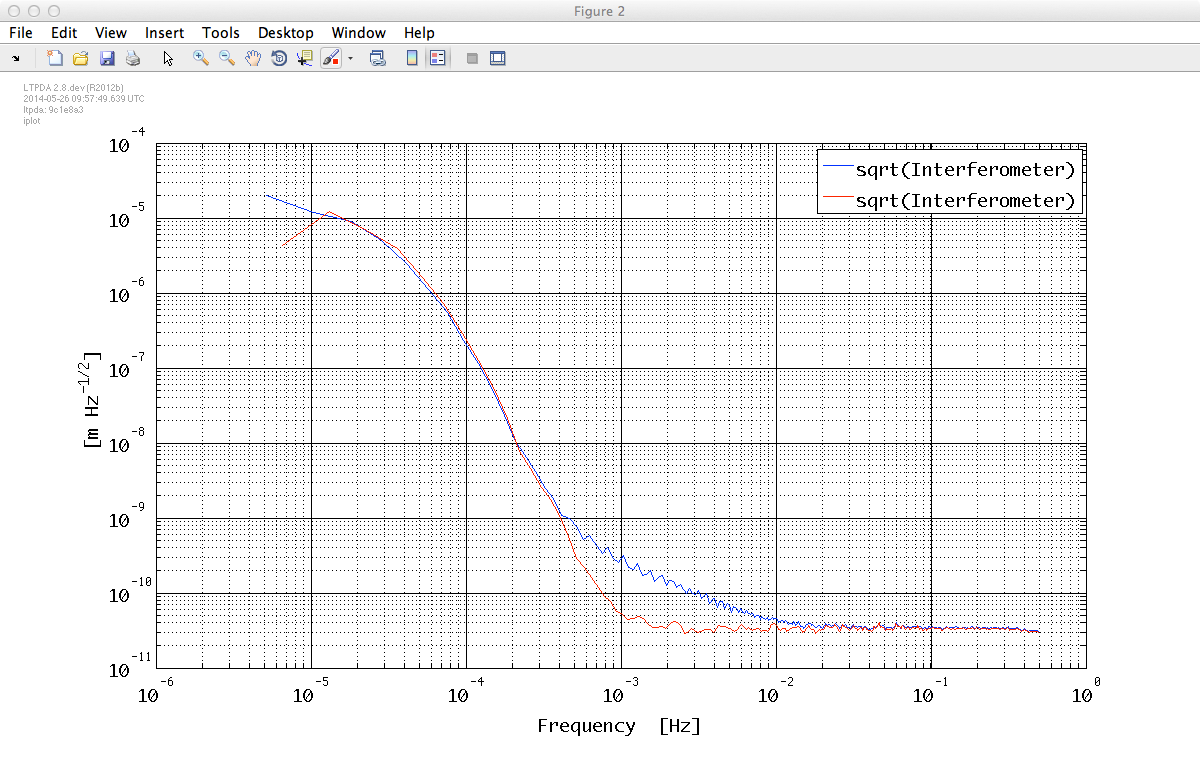 Figure 2
File Edit View Insert Tools Desktop Window Help
LTPDA 2.8.dev (R2012b)
2014-05-26 09:57:49.639 UTC
ltpda: 9c1e8a3
iplot
10^-4
10^-5
10^-6
10^-7
10^-8
10^-9
10^-10
10^-11
[m Hz^-1/2]
sqrt(Interferometer)
sqrt(Interferometer)
10^-6 10^-5 10^-4 10^-3 10^-2 10^-1 10^0
Frequency [Hz]